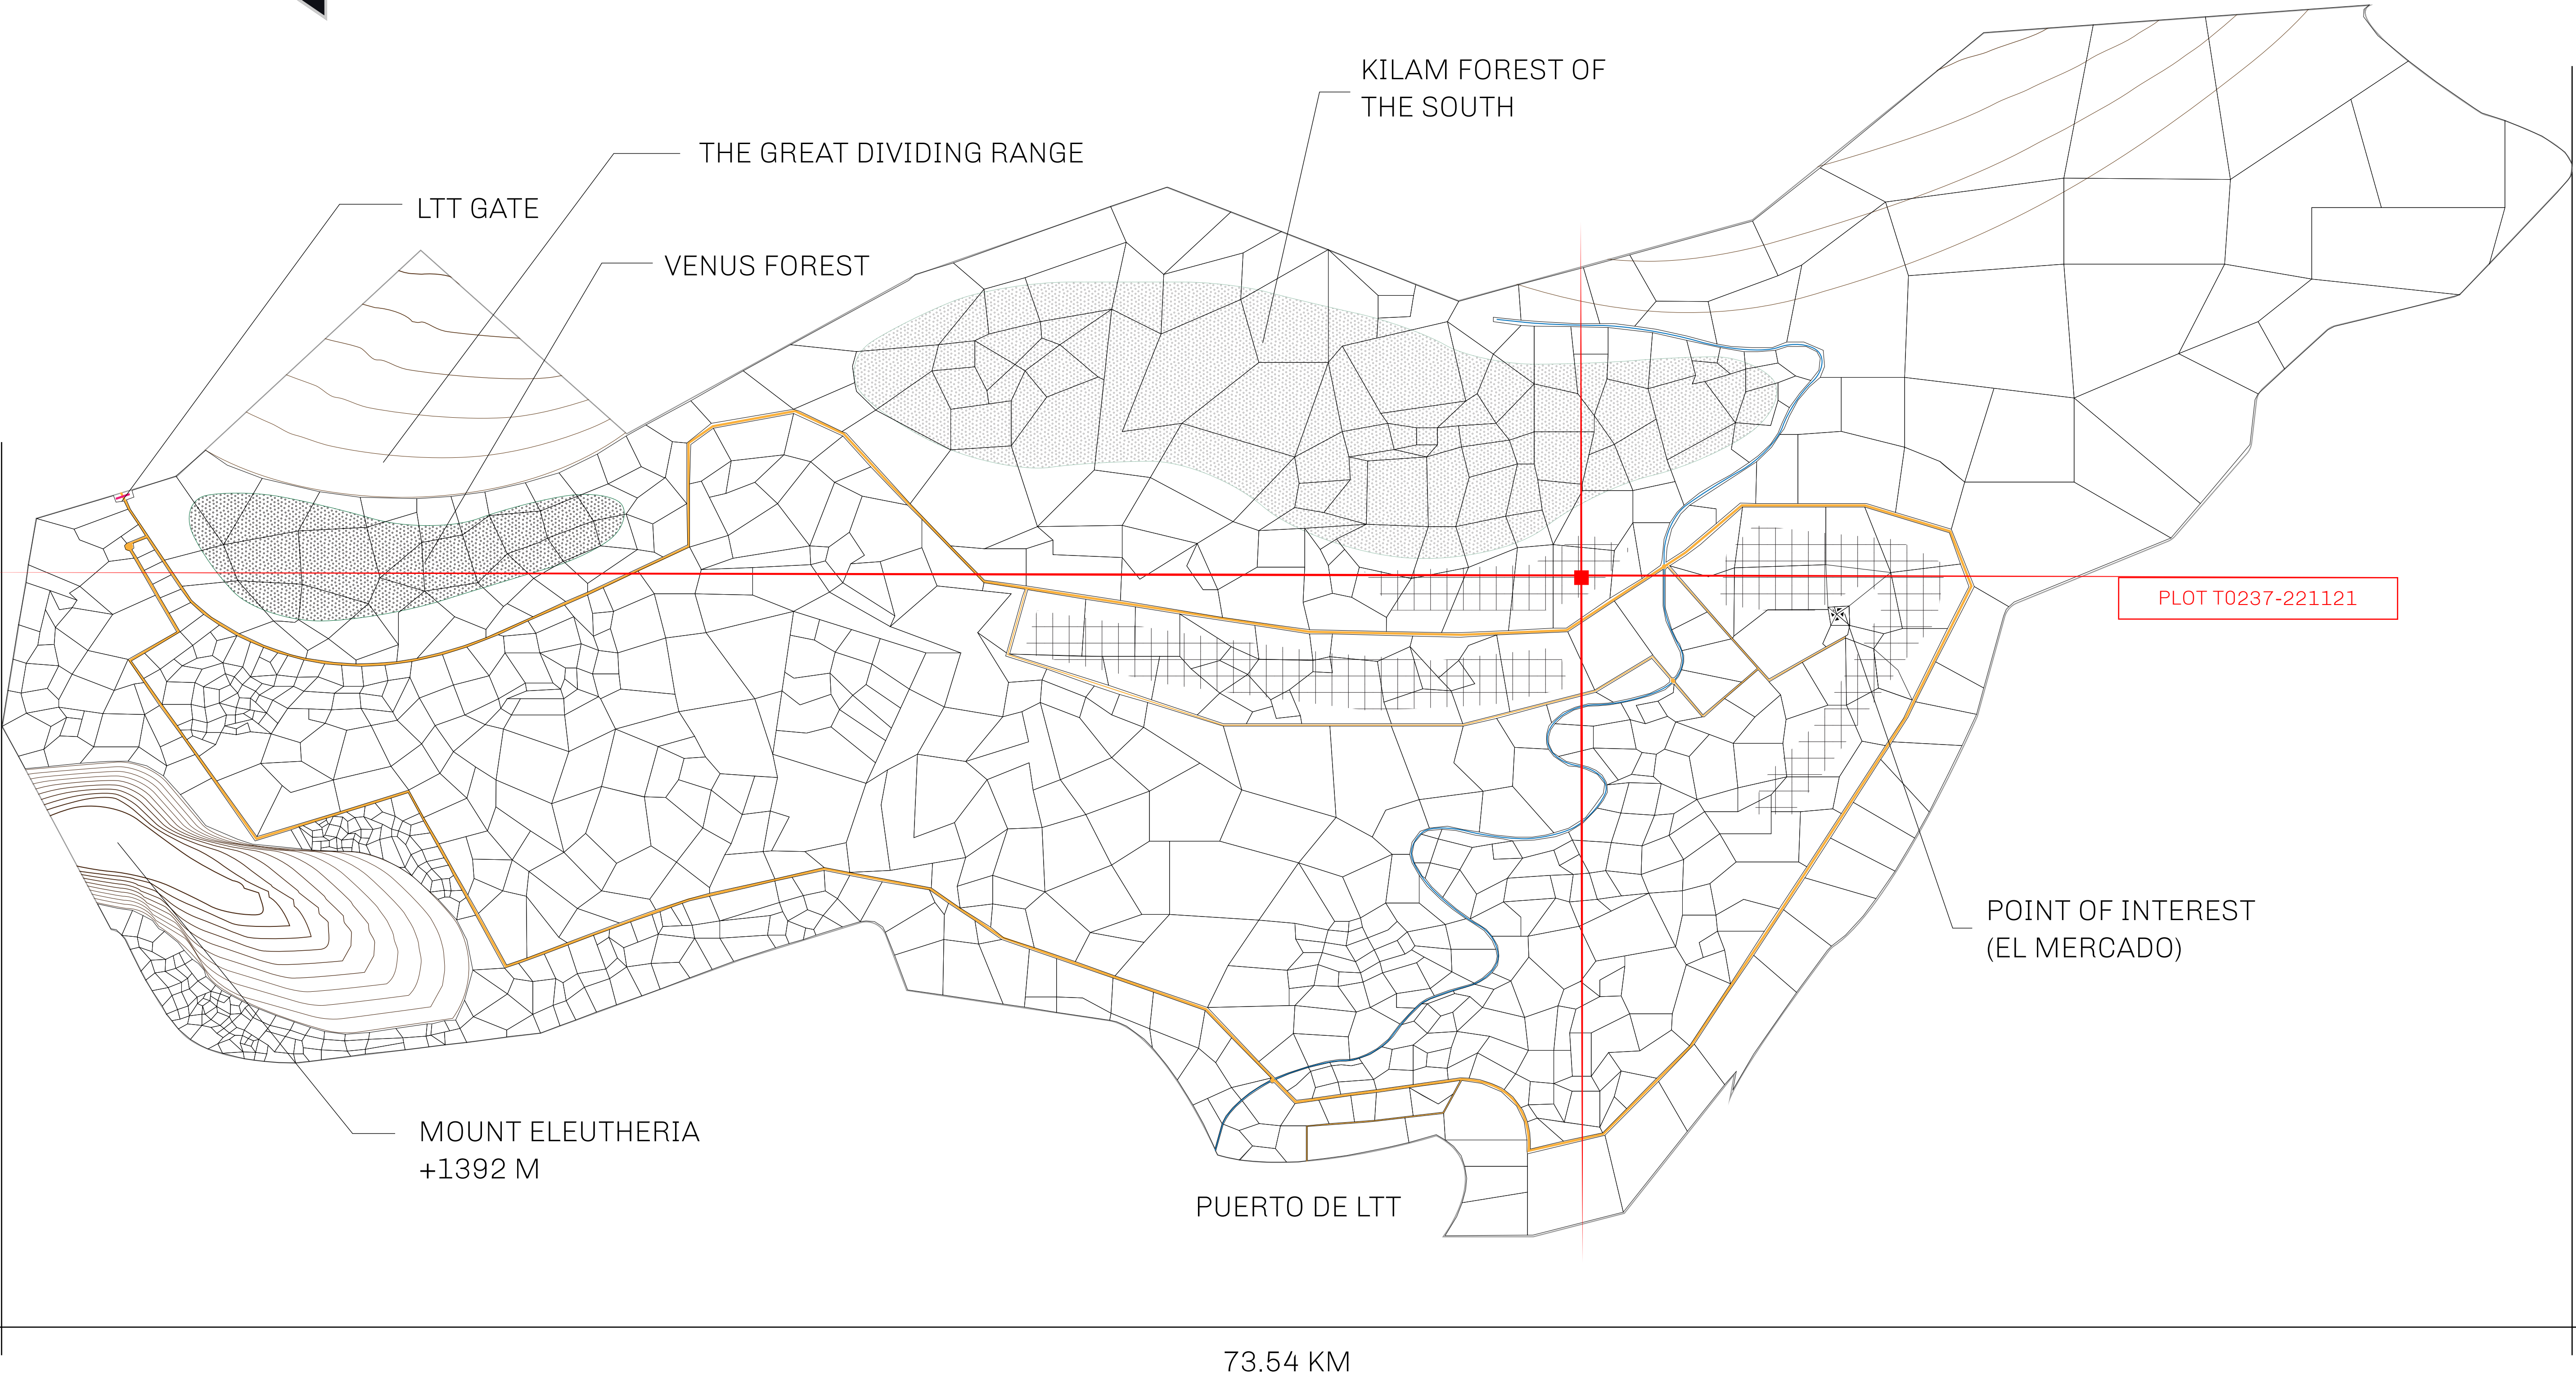 KILAM FOREST OF
THE SOUTH
THE GREAT DIVIDING RANGE
LTT GATE
VENUS FOREST
PLOT T0237-221121
POINT OF INTEREST
(EL MERCADO)
MOUNT ELEUTHERIA
+1392 M
PUERTO DE LTT
73.54 KM